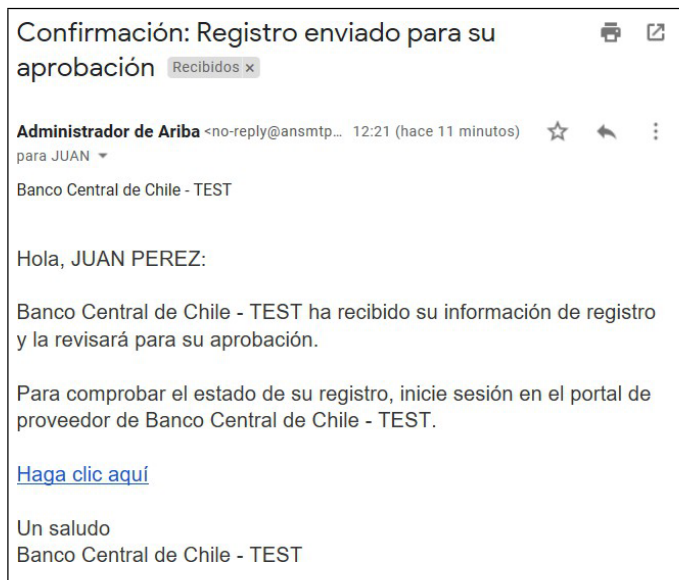 Confirmación: Registro enviado para su
aprobación Recibidos x
Administrador de Ariba <no-reply@ansmtp... 12:21 (hace 11 minutos)
para JUAN
Banco Central de Chile - TEST
Hola, JUAN PEREZ:
Banco Central de Chile - TEST ha recibido su información de registro
y la revisará para su aprobación.
Para comprobar el estado de su registro, inicie sesión en el portal de
proveedor de Banco Central de Chile - TEST.
Haga clic aquí
Un saludo
Banco Central de Chile - TEST